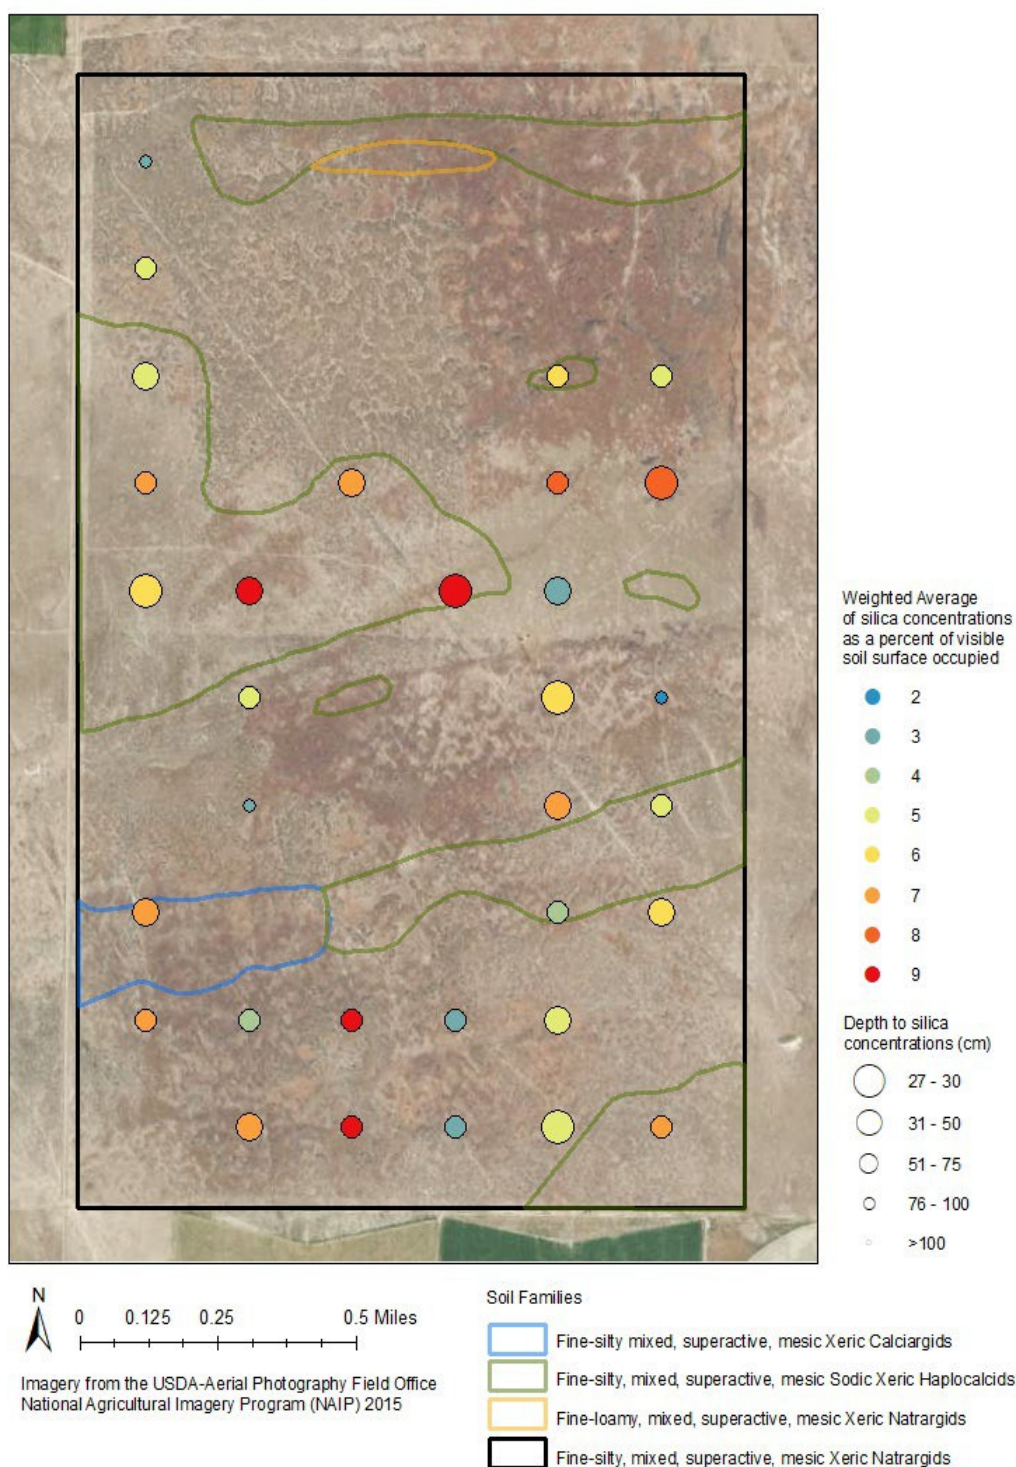 Weighted Average
of silica concentrations
as a percent of visible
soil surface occupied
2
3
4
5
6
7
8
9
Depth to silica
concentrations (cm)
27 - 30
31 - 50
51 - 75
76 - 100
>100
N
0 0.125 0.25 0.5 Miles
Imagery from the USDA-Aerial Photography Field Office
National Agricultural Imagery Program (NAIP) 2015
Soil Families
Fine-silty mixed, superactive, mesic Xeric Calciargids
Fine-silty, mixed, superactive, mesic Sodic Xeric Haplocalcids
Fine-loamy, mixed, superactive, mesic Xeric Natrargids
Fine-silty, mixed, superactive, mesic Xeric Natrargids